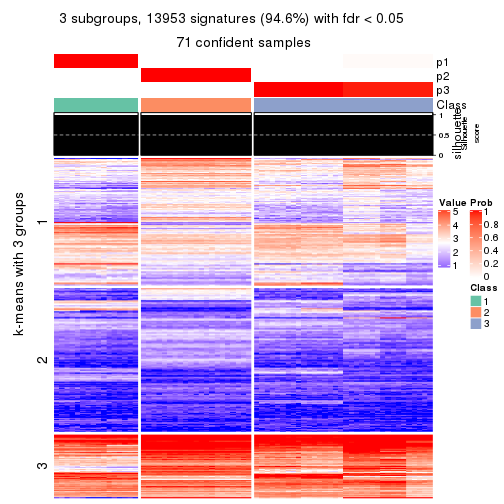 3 subgroups, 13953 signatures (94.6%) with fdr < 0.05
71 confident samples
p1
p2
p3
Class
silhouette
Silhouette
score
1
0.5
0
k-means with 3 groups
1
2
3
Value
5
4
3
2
1
Prob
1
0.8
0.6
0.4
0.2
0
Class
1
2
3